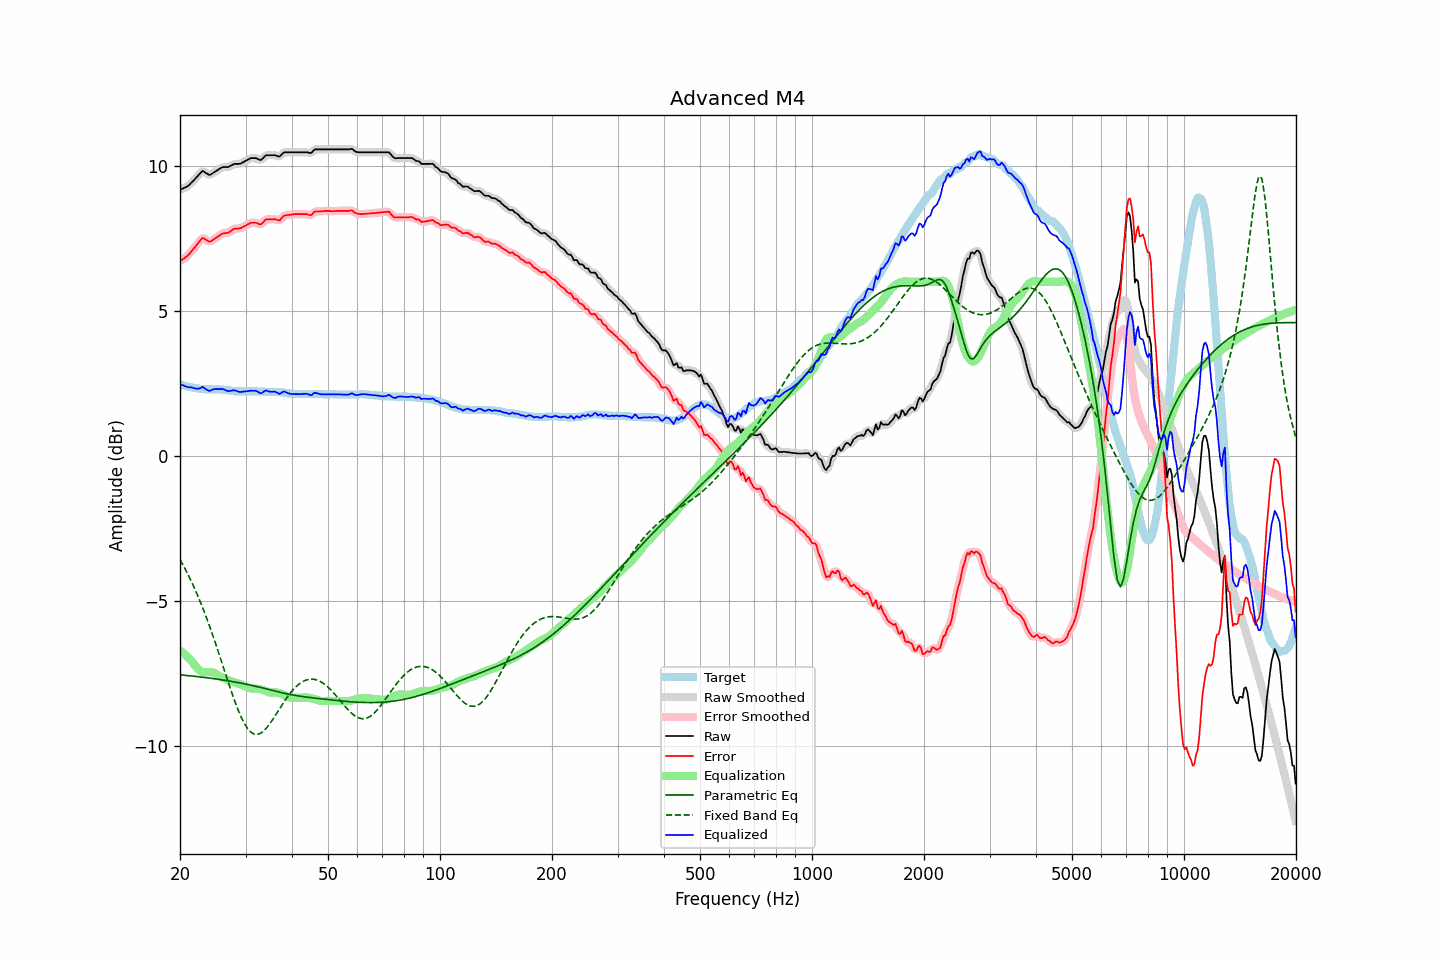 Advanced M4
Amplitude (dBr)
10
5
0
−5
−10
Target
Raw Smoothed
Error Smoothed
Raw
Error
Equalization
Parametric Eq
Fixed Band Eq
Equalized
20 50 100 200 500 1000 2000 5000 10000 20000
Frequency (Hz)